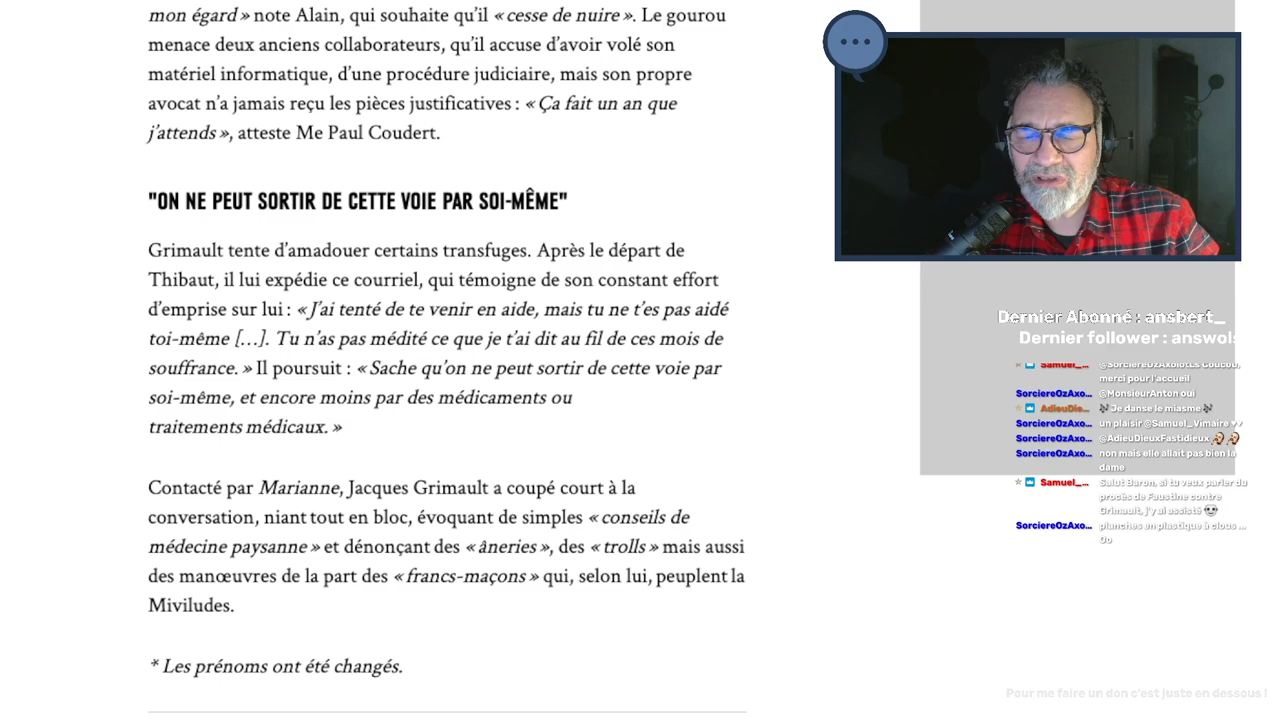 mon égard » note Alain, qui souhaite qu’il « cesse de nuire ». Le gourou
menace deux anciens collaborateurs, qu’il accuse d’avoir volé son
matériel informatique, d’une procédure judiciaire, mais son propre
avocat n’a jamais reçu les pièces justificatives : « Ça fait un an que
j’attends », atteste Me Paul Coudert.
"ON NE PEUT SORTIR DE CETTE VOIE PAR SOI-MÊME"
Grimault tente d’amadouer certains transfuges. Après le départ de
Thibaut, il lui expédie ce courriel, qui témoigne de son constant effort
d’emprise sur lui : « J’ai tenté de te venir en aide, mais tu ne t’es pas aidé
toi-même […]. Tu n’as pas médité ce que je t’ai dit au fil de ces mois de
souffrance. » Il poursuit : « Sache qu’on ne peut sortir de cette voie par
soi-même, et encore moins par des médicaments ou
traitements médicaux. »
Contacté par Marianne, Jacques Grimault a coupé court à la
conversation, niant tout en bloc, évoquant de simples « conseils de
médecine paysanne » et dénonçant des « âneries », des « trolls » mais aussi
des manœuvres de la part des « francs-maçons » qui, selon lui, peuplent la
Miviludes.
* Les prénoms ont été changés.
Dernier Abonné : ansbert_
Dernier follower : answols
Samuel_... @SorciereOzAxolotLs Coucou,
merci pour l'accueil
SorciereOzAxo... @MonsieurAnton oui
AdieuDie... Je danse le miasme
SorciereOzAxo... un plaisir @Samuel_Vimaire ♥♥
SorciereOzAxo... @AdieuDieuxFastidieux
SorciereOzAxo... non mais elle allait pas bien la
dame
Samuel_... Salut Baron, si tu veux parler du
procès de Faustine contre
Grimault, j'y ai assisté
SorciereOzAxo... planches en plastique à clous ...
Oo
Pour me faire un don c'est juste en dessous !